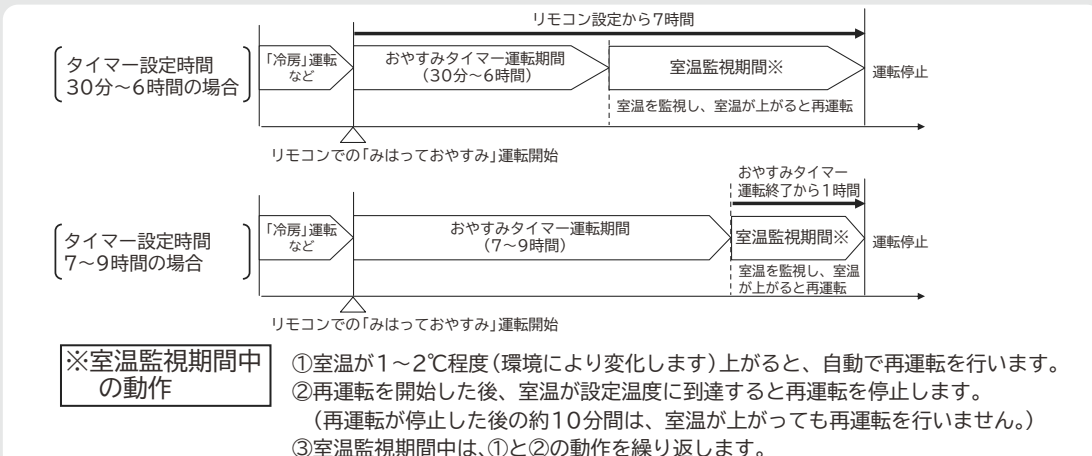 リモコン設定から7時間
タイマー設定時間
30分～6時間の場合
「冷房」運転
など
おやすみタイマー運転期間
（30分～6時間）
室温監視期間※
運転停止
室温を監視し、室温が上がると再運転
リモコンでの「みはっておやすみ」運転開始
おやすみタイマー
運転終了から1時間
タイマー設定時間
7～9時間の場合
「冷房」運転
など
おやすみタイマー運転期間
（7～9時間）
室温監視期間※
運転停止
室温を監視し、室温
が上がると再運転
リモコンでの「みはっておやすみ」運転開始
※室温監視期間中
の動作
①室温が1～2℃程度（環境により変化します）上がると、自動で再運転を行います。
②再運転を開始した後、室温が設定温度に到達すると再運転を停止します。
（再運転が停止した後の約10分間は、室温が上がっても再運転を行いません。）
③室温監視期間中は、①と②の動作を繰り返します。